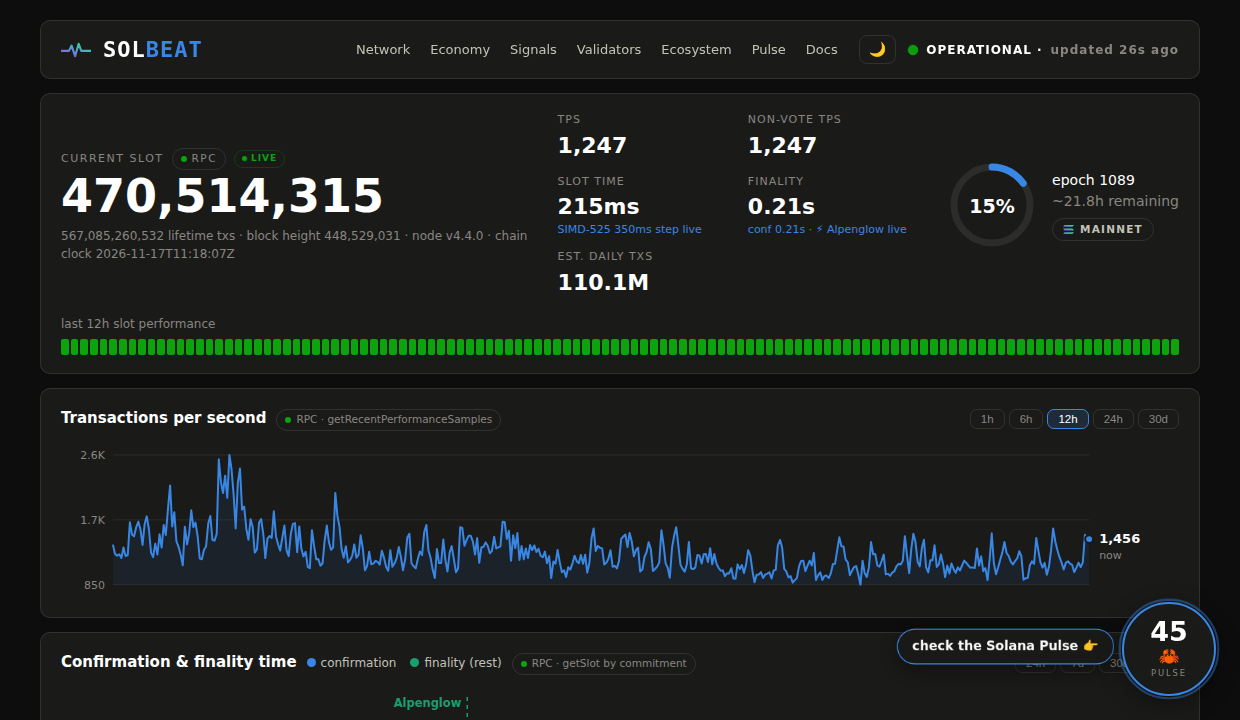 SOLBEAT
Network Economy Signals Validators Ecosystem Pulse Docs 🌙 OPERATIONAL · updated 26s ago
CURRENT SLOT RPC LIVE
470,514,315
567,085,260,532 lifetime txs · block height 448,529,031 · node v4.4.0 · chain
clock 2026-11-17T11:18:07Z
TPS
1,247
NON-VOTE TPS
1,247
SLOT TIME
215ms
SIMD-525 350ms step live
FINALITY
0.21s
conf 0.21s · ⚡ Alpenglow live
EST. DAILY TXS
110.1M
15%
epoch 1089
~21.8h remaining
MAINNET
last 12h slot performance
Transactions per second RPC · getRecentPerformanceSamples
1h 6h 12h 24h 30d
2.6K
1.7K
850
1,456
now
Confirmation & finality time confirmation finality (rest) RPC · getSlot by commitment
24h 7d 30d
Alpenglow
check the Solana Pulse 👉
45
🦀
PULSE